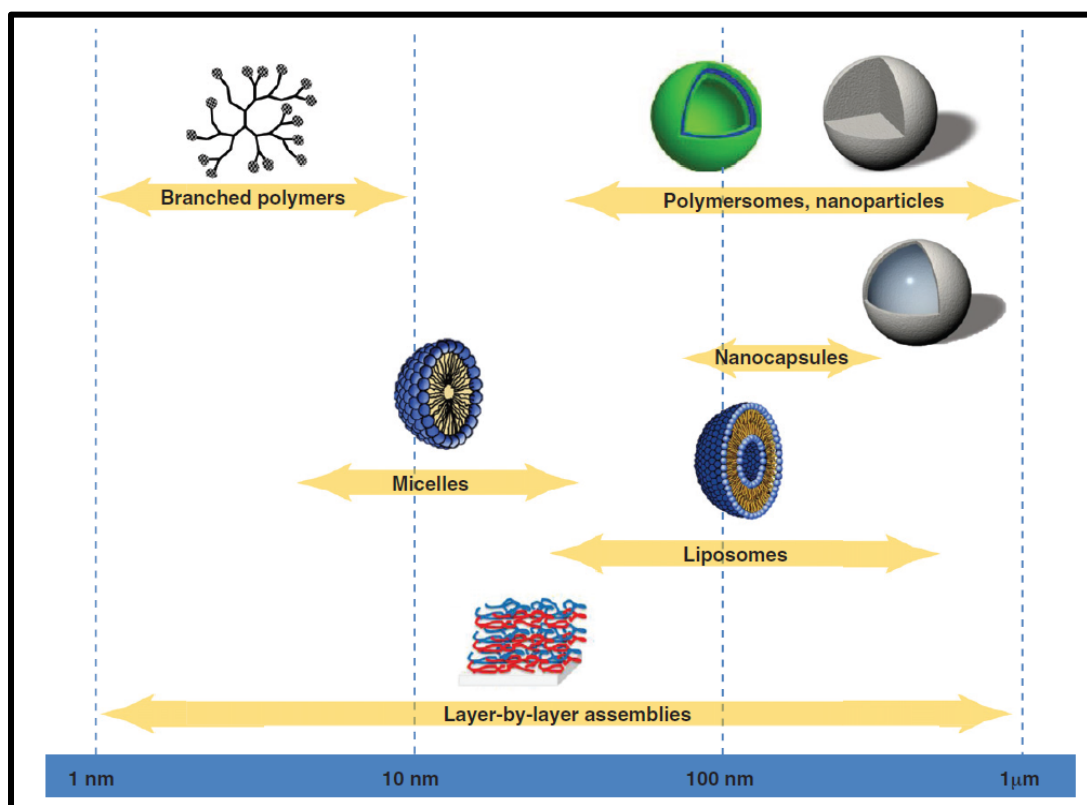 Branched polymers
Polymersomes, nanoparticles
Nanocapsules
Micelles
Liposomes
Layer-by-layer assemblies
1 nm
10 nm
100 nm
1μm